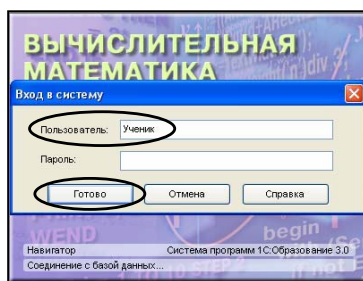 ВЫЧИСЛИТЕЛЬНАЯ
МАТЕМАТИКА
Вход в систему
Пользователь: Ученик
Пароль:
Готово Отмена Справка
WEND begin
Навигатор Система программ 1С:Образование 3.0
Соединение с базой данных...